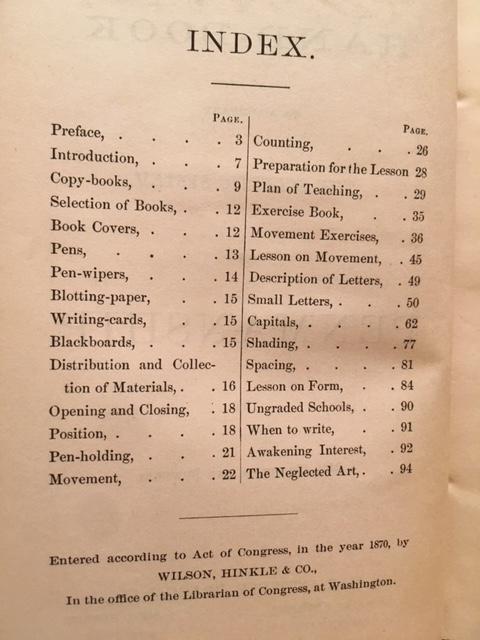 INDEX.
PAGE.
Preface, . . . . 3
Introduction, . . . 7
Copy-books, . . . 9
Selection of Books, . . 12
Book Covers, . . . 12
Pens, . . . . 13
Pen-wipers, . . . 14
Blotting-paper, . . 15
Writing-cards, . . 15
Blackboards, . . . 15
Distribution and Collec-
tion of Materials, . . 16
Opening and Closing, . 18
Position, . . . . 18
Pen-holding, . . . 21
Movement, . . . 22
PAGE.
Counting, . . . 26
Preparation for the Lesson 28
Plan of Teaching, . . 29
Exercise Book, . . 35
Movement Exercises, . 36
Lesson on Movement, . . 45
Description of Letters, . 49
Small Letters, . . . 50
Capitals, . . . . 62
Shading, . . . . 77
Spacing, . . . . 81
Lesson on Form, . . 84
Ungraded Schools, . . 90
When to write, . . 91
Awakening Interest, . . 92
The Neglected Art, . . 94
Entered according to Act of Congress, in the year 1870, by
WILSON, HINKLE & CO.,
In the office of the Librarian of Congress, at Washington.